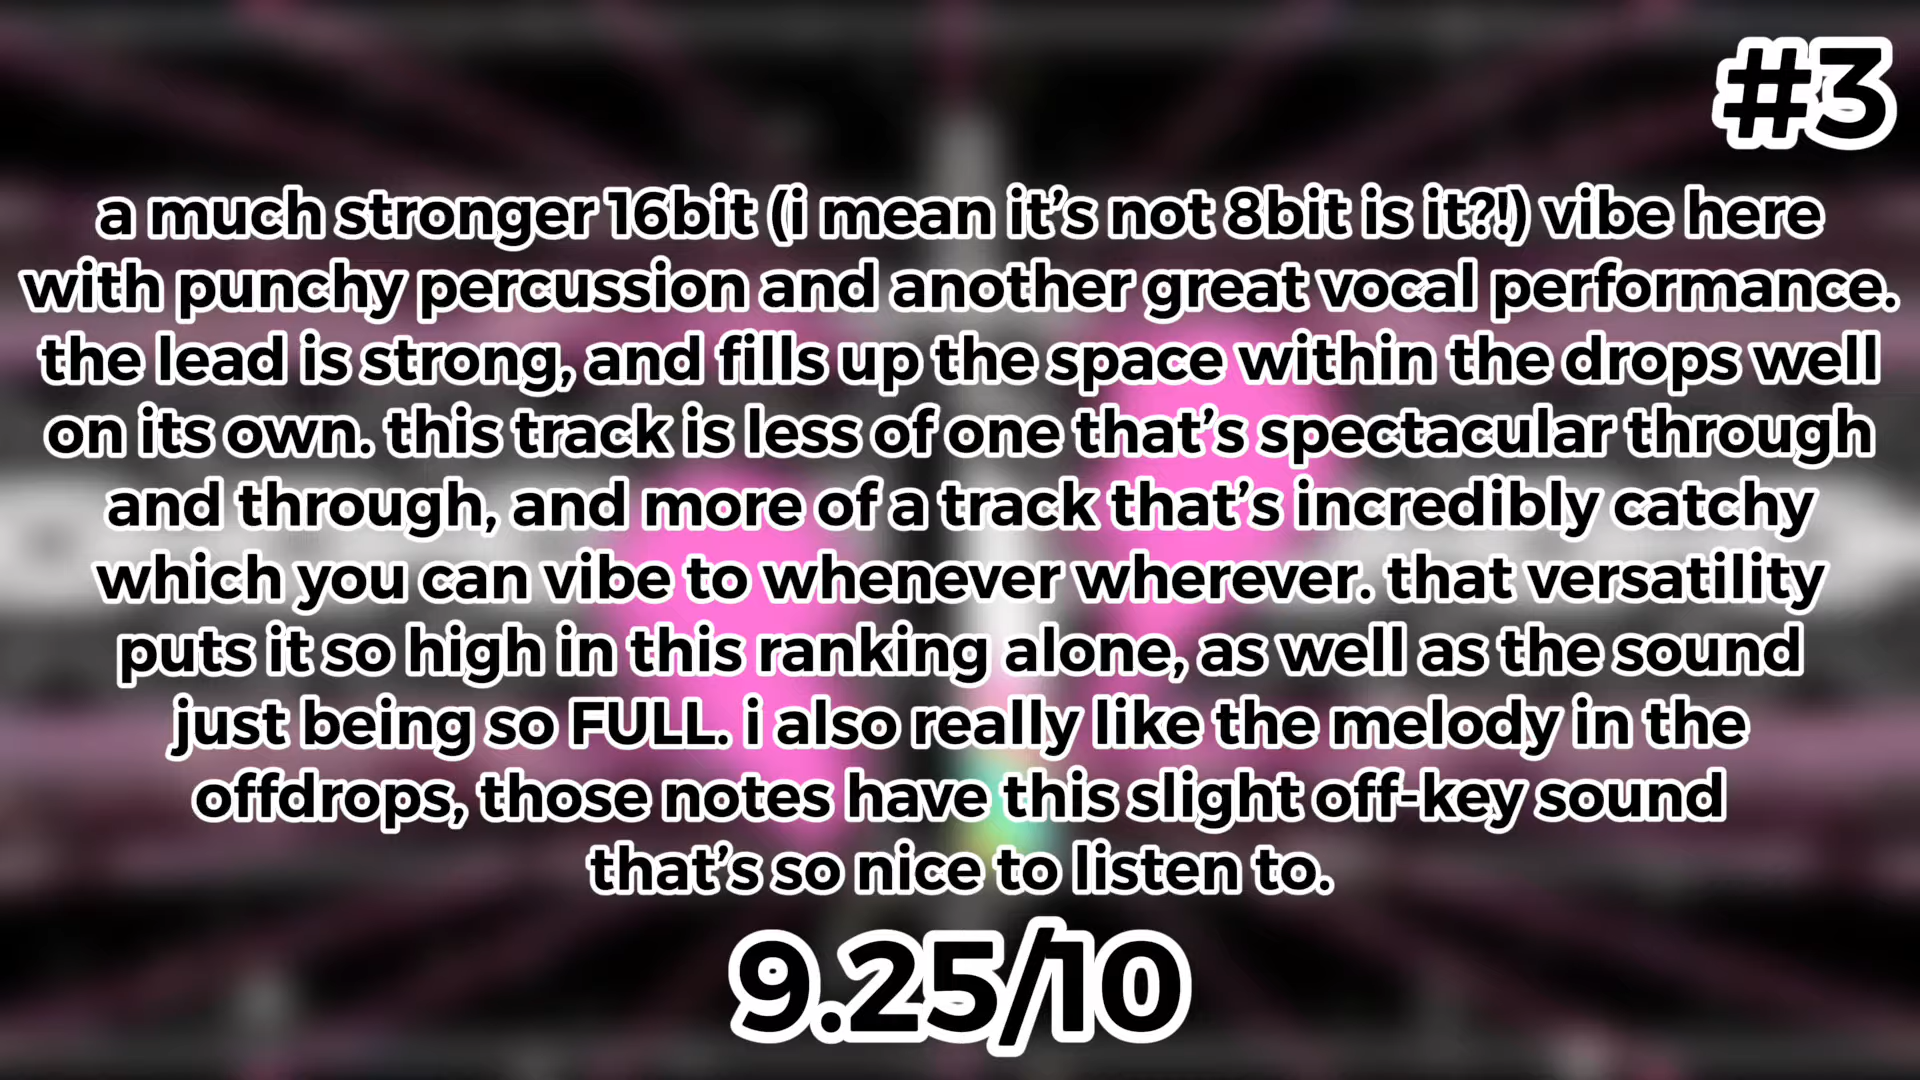 #3
a much stronger 16bit (i mean it's not 8bit is it?!) vibe here
with punchy percussion and another great vocal performance.
the lead is strong, and fills up the space within the drops well
on its own. this track is less of one that's spectacular through
and through, and more of a track that's incredibly catchy
which you can vibe to whenever wherever. that versatility
puts it so high in this ranking alone, as well as the sound
just being so FULL. i also really like the melody in the
offdrops, those notes have this slight off-key sound
that's so nice to listen to.
9.25/10